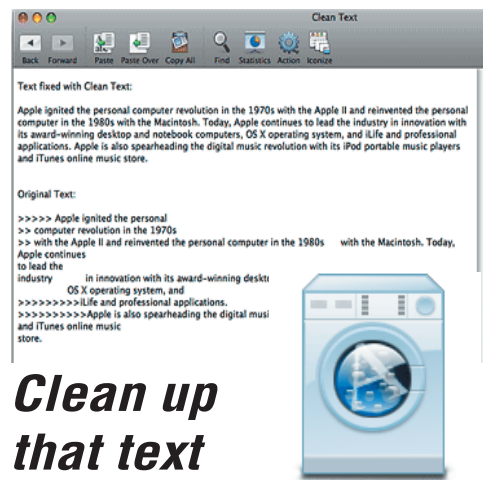 Clean Text
Back Forward Paste Paste Over Copy All Find Statistics Action Iconize
Text fixed with Clean Text:
Apple ignited the personal computer revolution in the 1970s with the Apple II and reinvented the personal
computer in the 1980s with the Macintosh. Today, Apple continues to lead the industry in innovation with
its award-winning desktop and notebook computers, OS X operating system, and iLife and professional
applications. Apple is also spearheading the digital music revolution with its iPod portable music players
and iTunes online music store.
Original Text:
>>>>> Apple ignited the personal
>> computer revolution in the 1970s
>> with the Apple II and reinvented the personal computer in the 1980s with the Macintosh. Today,
Apple continues
to lead the
industry in innovation with its award-winning
OS X operating system, and
>>>>>>>>>iLife and professional applications.
>>>>>>>>>>Apple is also spearheading the digital musi
and iTunes online music
store.
Clean up
that text